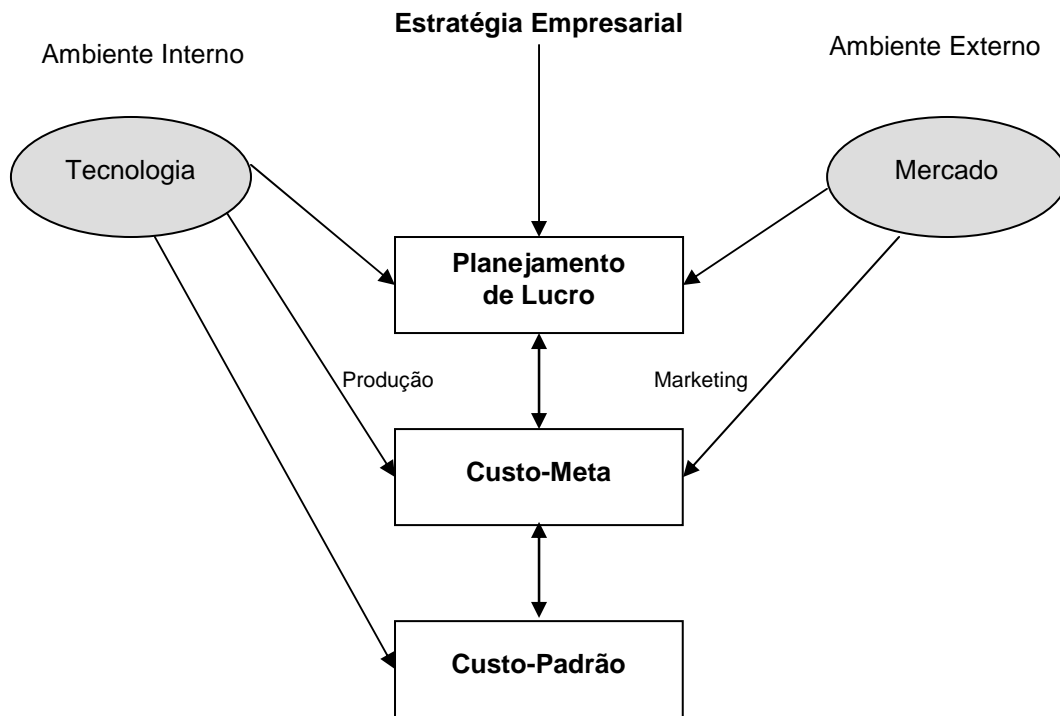 Estratégia Empresarial
Ambiente Interno
Ambiente Externo
Tecnologia
Mercado
Planejamento
de Lucro
Produção
Marketing
Custo-Meta
Custo-Padrão